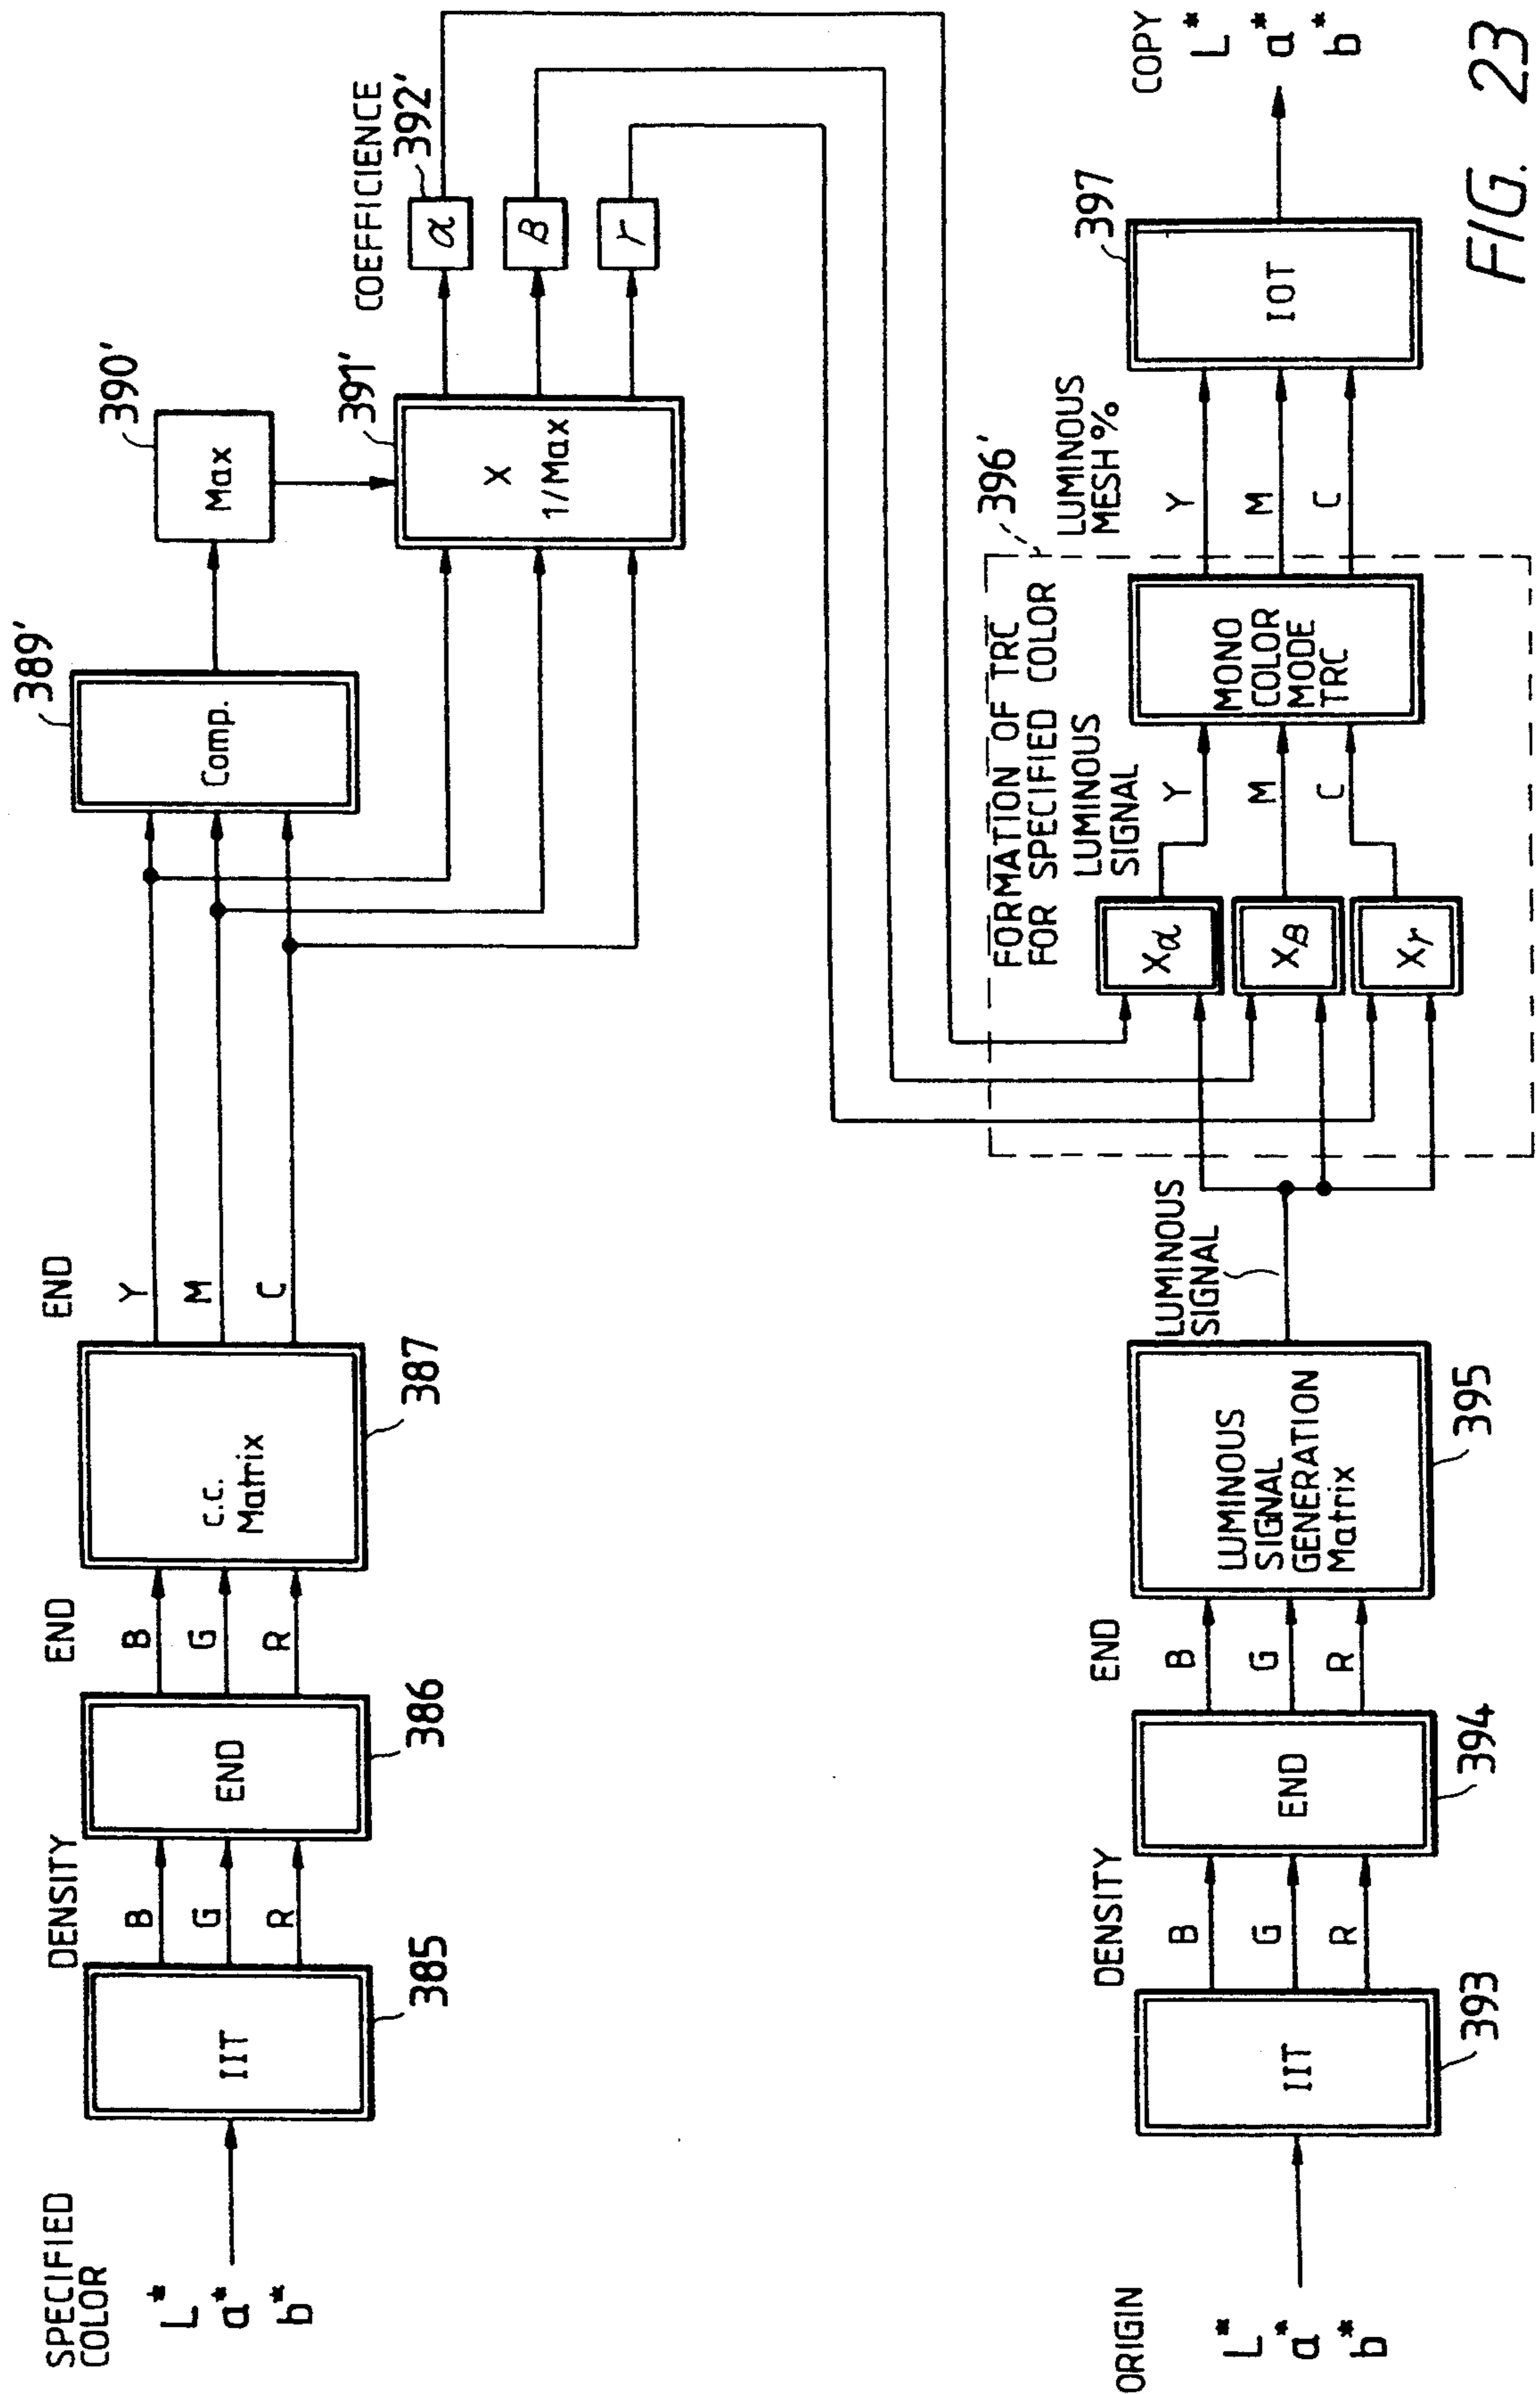 SPECIFIED
COLOR
L*
a*
b*
IIT
385
DENSITY
B
G
R
END
386
END
B
G
R
C.C.
Matrix
387
END
Y
M
C
Comp.
389'
Max
390'
X
1/Max
391'
COEFFICIENCE
392'
α
β
γ
ORIGIN
L*
a*
b*
IIT
393
DENSITY
B
G
R
END
394
END
B
G
R
LUMINOUS
SIGNAL
GENERATION
Matrix
395
LUMINOUS
SIGNAL
FORMATION OF TRC
FOR SPECIFIED COLOR
396'
Xα
Xβ
Xγ
LUMINOUS
SIGNAL
Y
M
C
MONO
COLOR
MODE
TRC
LUMINOUS
MESH%
Y
M
C
IOT
397
COPY
L*
a*
b*
FIG. 23